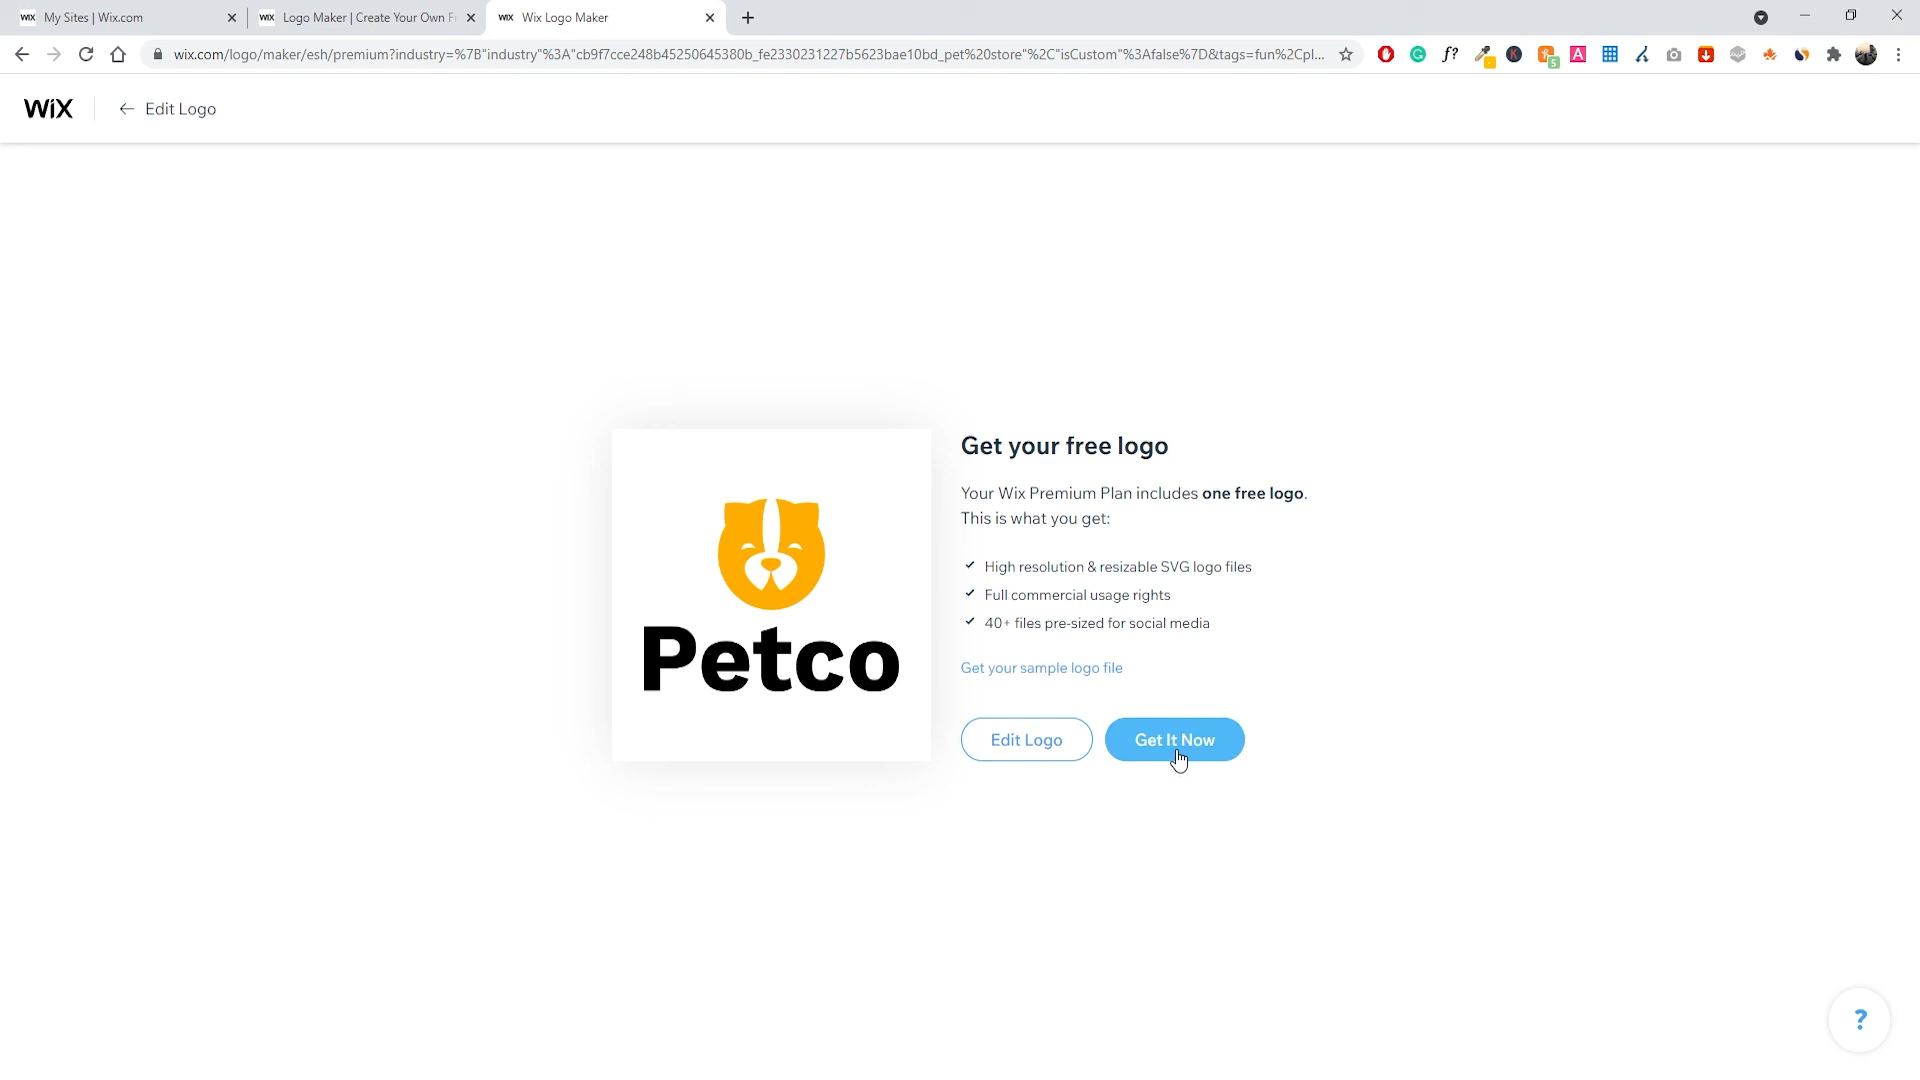 WIX My Sites | Wix.com
WIX Logo Maker | Create Your Own F
WIX Wix Logo Maker
wix.com/logo/maker/esh/premium?industry=%7B"industry"%3A"cb9f7cce248b45250645380b_fe2330231227b5623bae10bd_pet%20store"%2C"isCustom"%3Afalse%7D&tags=fun%2Cpl...
f?
K
5
A
WiX
Edit Logo
Get your free logo
Your Wix Premium Plan includes one free logo.
This is what you get:
High resolution & resizable SVG logo files
Full commercial usage rights
40+ files pre-sized for social media
Get your sample logo file
Petco
Edit Logo
Get It Now
?